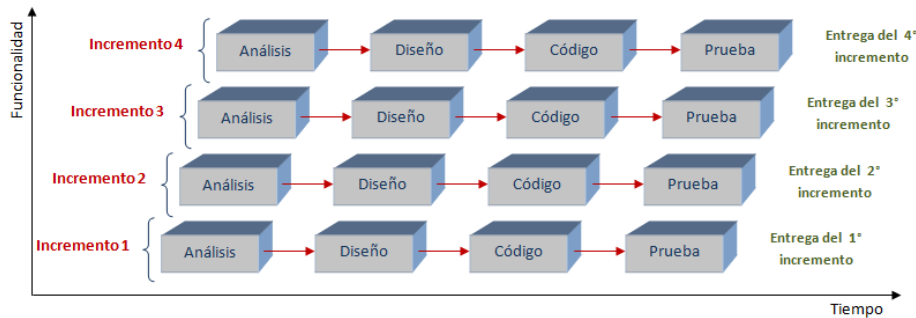 Funcionalidad
Incremento 4
Análisis
Diseño
Código
Prueba
Entrega del 4°
incremento
Incremento 3
Análisis
Diseño
Código
Prueba
Entrega del 3°
incremento
Incremento 2
Análisis
Diseño
Código
Prueba
Entrega del 2°
incremento
Incremento 1
Análisis
Diseño
Código
Prueba
Entrega del 1°
incremento
Tiempo